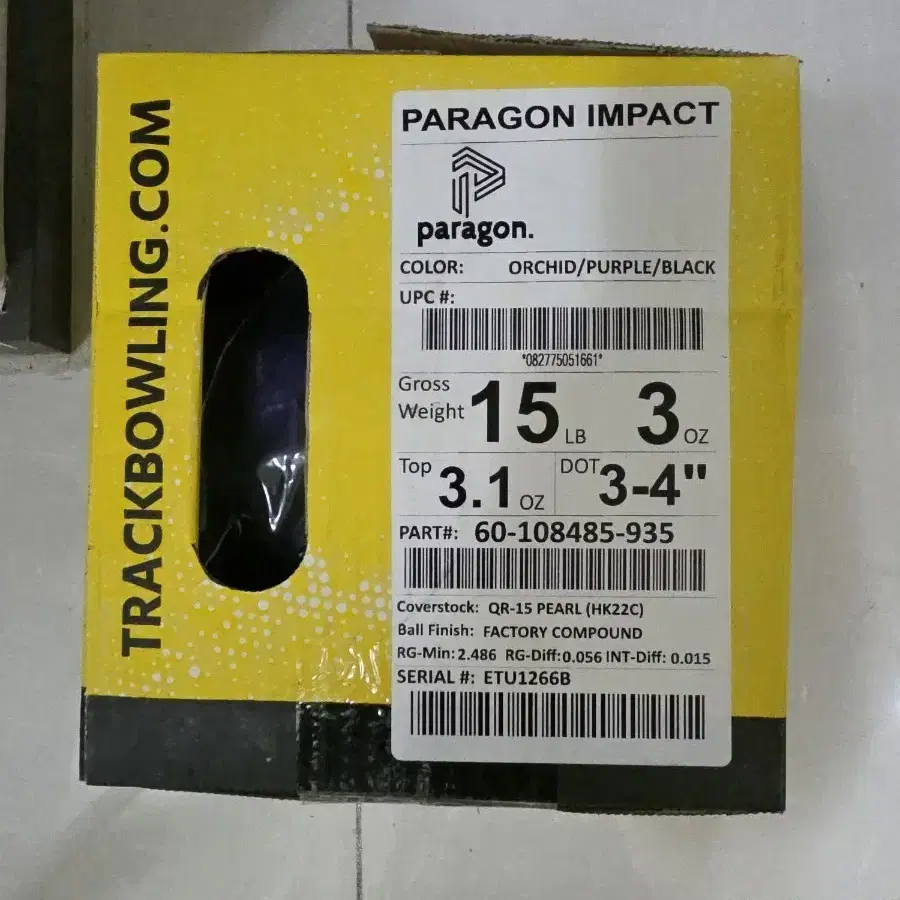 TRACKBOWLING.COM
PARAGON IMPACT
paragon.
COLOR: ORCHID/PURPLE/BLACK
UPC #:
*082775051661*
Gross Weight 15 LB 3 OZ
Top 3.1 OZ DOT 3-4"
PART#: 60-108485-935
Coverstock: QR-15 PEARL (HK22C)
Ball Finish: FACTORY COMPOUND
RG-Min: 2.486 RG-Diff: 0.056 INT-Diff: 0.015
SERIAL #: ETU1266B